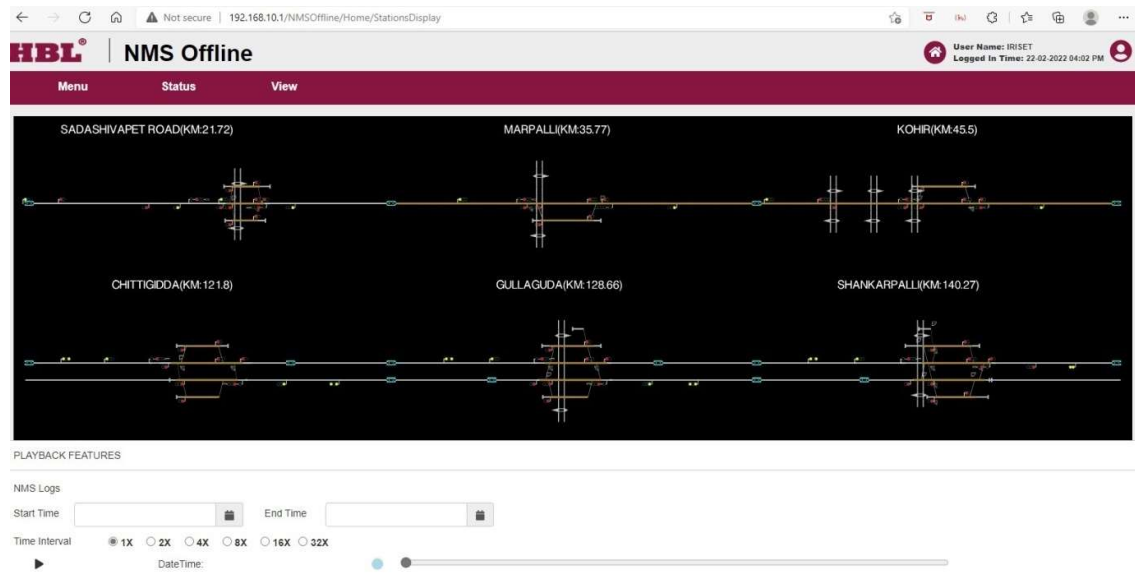 Not secure | 192.168.10.1/NMSOffline/Home/StationsDisplay
HBL® NMS Offline
User Name: IRISET
Logged In Time: 22-02-2022 04:02 PM
Menu Status View
SADASHIVAPET ROAD(KM:21.72) MARPALLI(KM:35.77) KOHIR(KM:45.5)
CHITTIGIDDA(KM:121.8) GULLAGUDA(KM:128.66) SHANKARPALLI(KM:140.27)
PLAYBACK FEATURES
NMS Logs
Start Time End Time
Time Interval 1X 2X 4X 8X 16X 32X
DateTime: